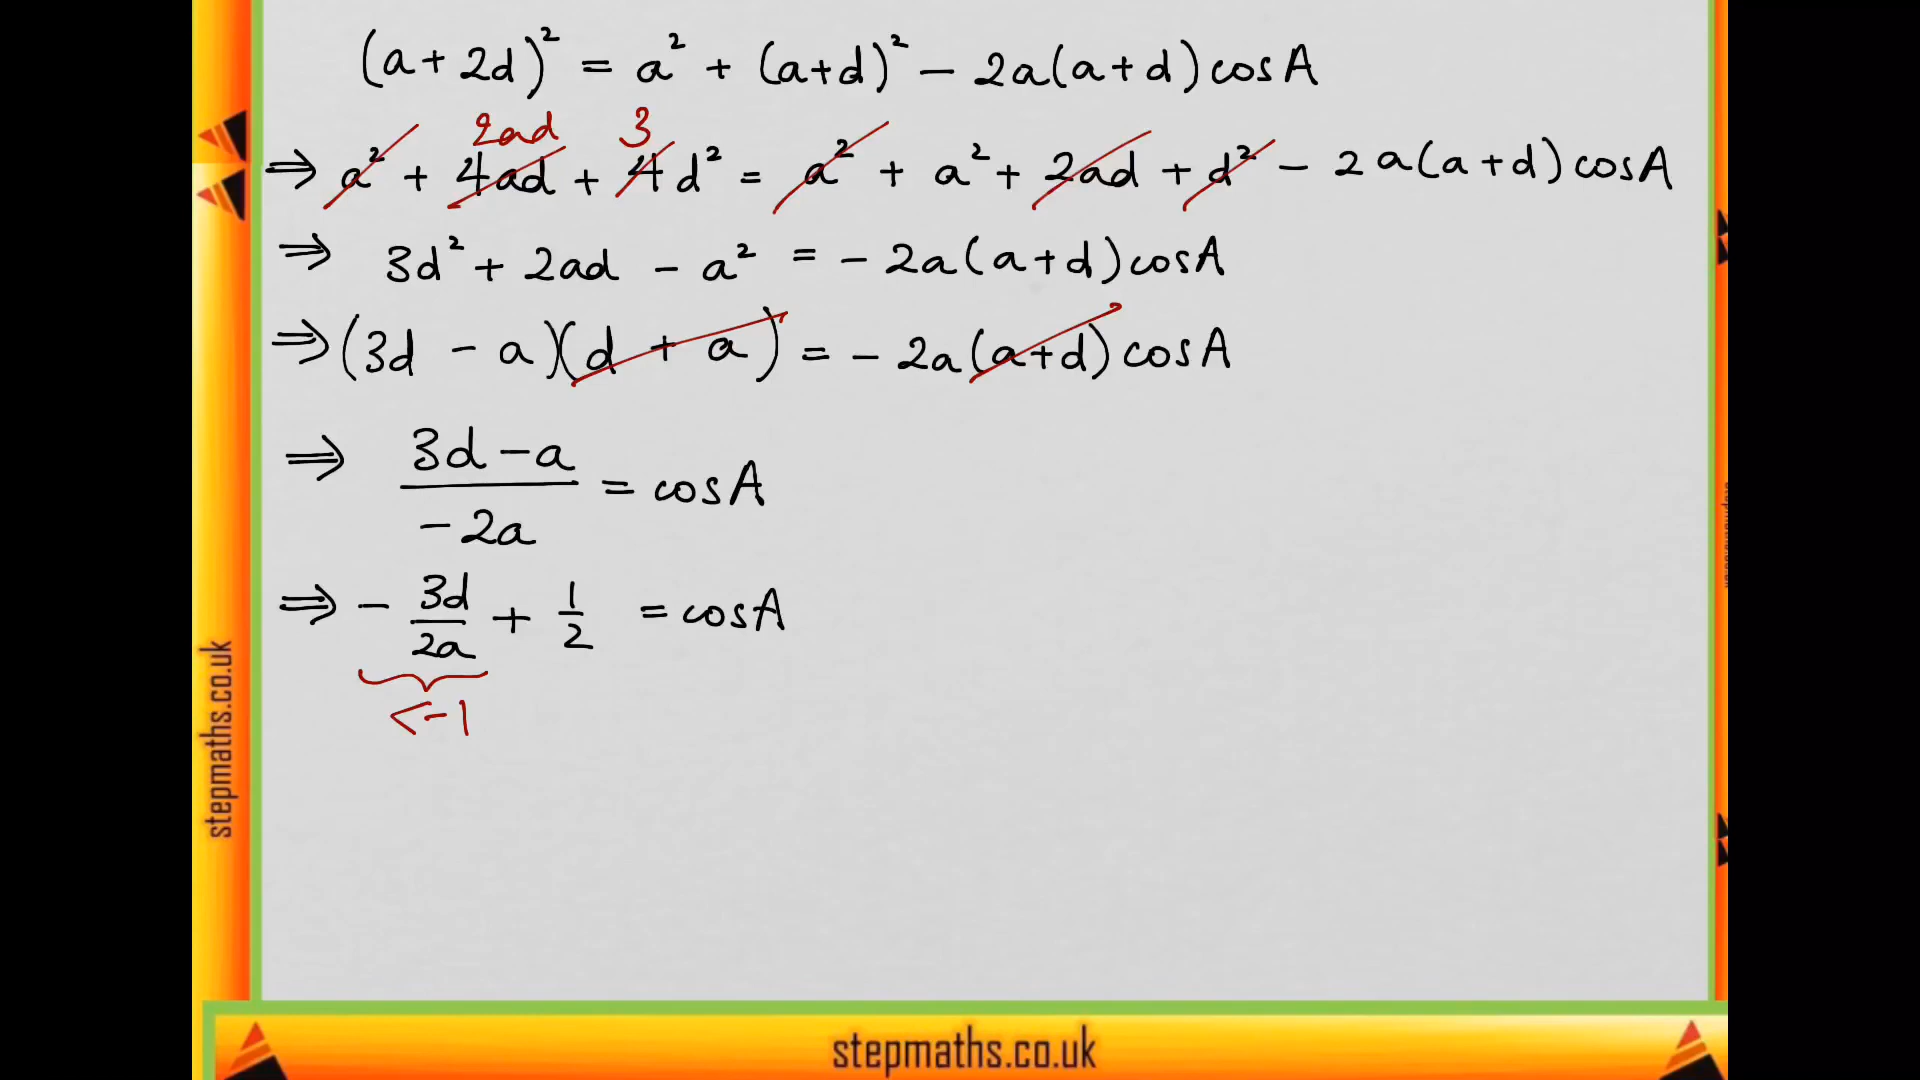 (a+2d)² = a² + (a+d)² − 2a(a+d)cosA
2ad 3
⇒ a² + 4ad + 4d² = a² + a² + 2ad + d² − 2a(a+d)cosA
⇒ 3d² + 2ad − a² = −2a(a+d)cosA
⇒ (3d − a)(d + a) = −2a(a+d)cosA
⇒ 3d−a/−2a = cosA
⇒ −3d/2a + 1/2 = cosA
<−1
stepmaths.co.uk
stepmaths.co.uk